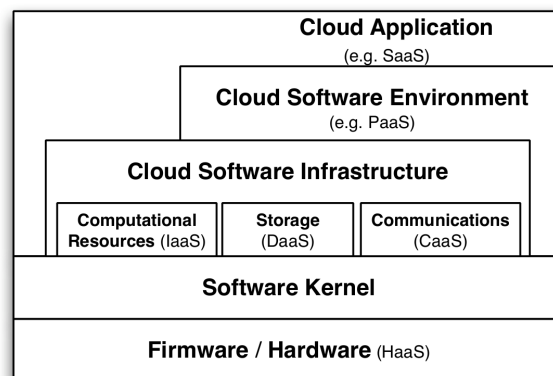 Cloud Application
(e.g. SaaS)
Cloud Software Environment
(e.g. PaaS)
Cloud Software Infrastructure
Computational
Resources (IaaS)
Storage
(DaaS)
Communications
(CaaS)
Software Kernel
Firmware / Hardware (HaaS)